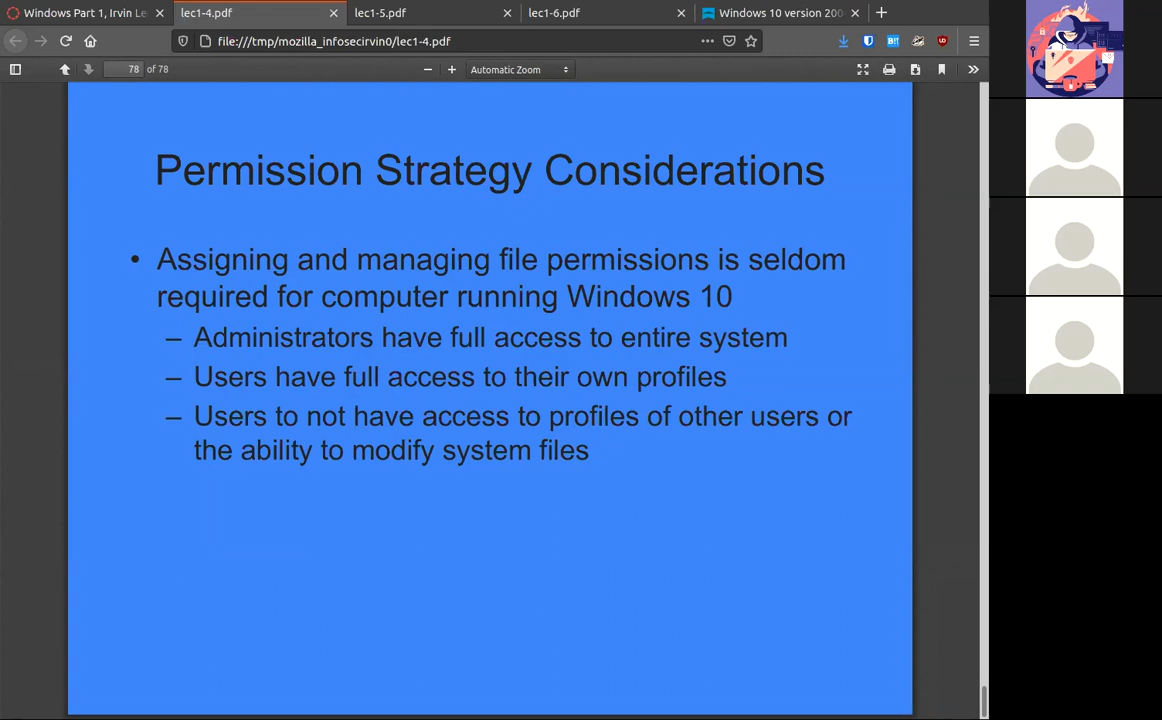 Windows Part 1, Irvin Le
lec1-4.pdf
lec1-5.pdf
lec1-6.pdf
Windows 10 version 200
file:///tmp/mozilla_infosecirvin0/lec1-4.pdf
78 of 78
Automatic Zoom
Permission Strategy Considerations
• Assigning and managing file permissions is seldom
required for computer running Windows 10
– Administrators have full access to entire system
– Users have full access to their own profiles
– Users to not have access to profiles of other users or
the ability to modify system files